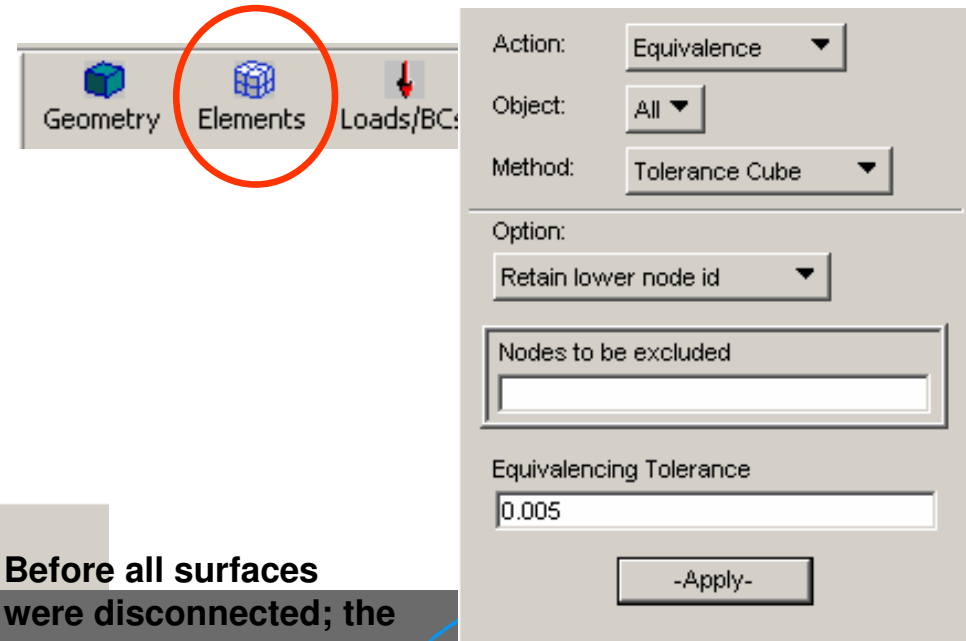 Geometry Elements Loads/BCs
Action: Equivalence
Object: All
Method: Tolerance Cube
Option:
Retain lower node id
Nodes to be excluded
Equivalencing Tolerance
0.005
-Apply-
Before all surfaces
were disconnected; the